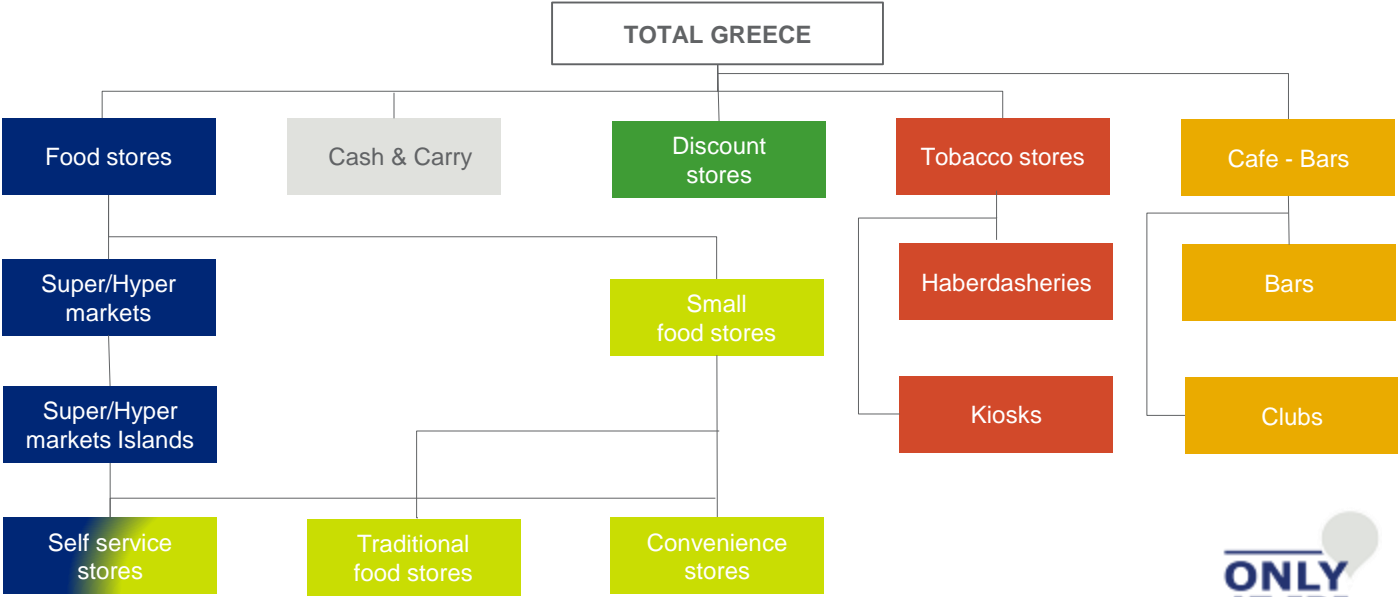 TOTAL GREECE
Food stores
Cash & Carry
Discount
stores
Tobacco stores
Cafe - Bars
Super/Hyper
markets
Small
food stores
Haberdasheries
Bars
Super/Hyper
markets Islands
Kiosks
Clubs
Self service
stores
Traditional
food stores
Convenience
stores
ONLY